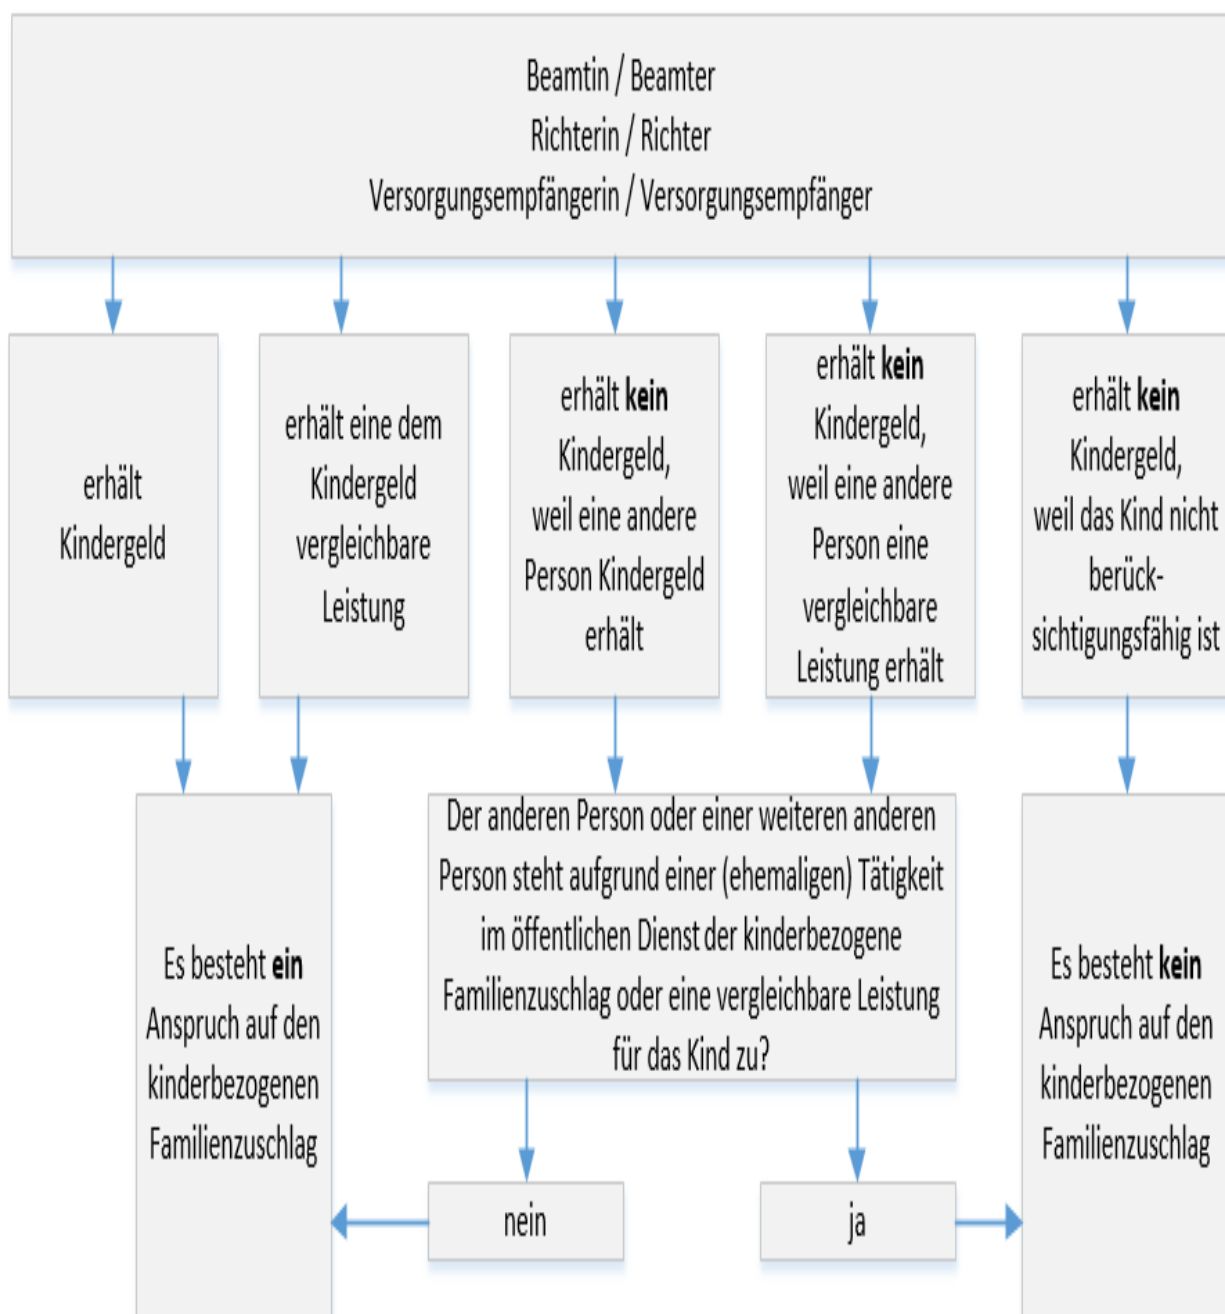 Beamtin / Beamter
Richterin / Richter
Versorgungsempfängerin / Versorgungsempfänger
erhält
Kindergeld
erhält eine dem
Kindergeld
vergleichbare
Leistung
erhält kein
Kindergeld,
weil eine andere
Person Kindergeld
erhält
erhält kein
Kindergeld,
weil eine andere
Person eine
vergleichbare
Leistung erhält
erhält kein
Kindergeld,
weil das Kind nicht
berück-
sichtigungsfähig ist
Es besteht ein
Anspruch auf den
kinderbezogenen
Familienzuschlag
Der anderen Person oder einer weiteren anderen
Person steht aufgrund einer (ehemaligen) Tätigkeit
im öffentlichen Dienst der kinderbezogene
Familienzuschlag oder eine vergleichbare Leistung
für das Kind zu?
Es besteht kein
Anspruch auf den
kinderbezogenen
Familienzuschlag
nein
ja